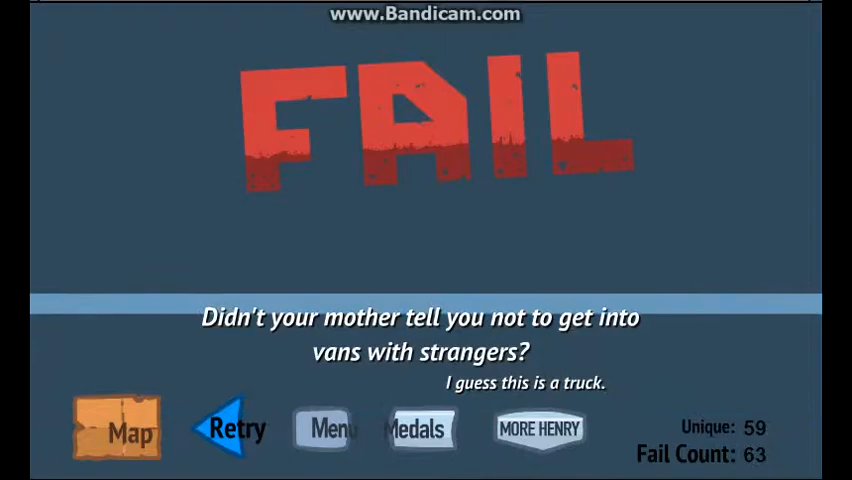 www.Bandicam.com
FAIL
Didn't your mother tell you not to get into
vans with strangers?
I guess this is a truck.
Map
Retry
Menu
Medals
MORE HENRY
Unique: 59
Fail Count: 63